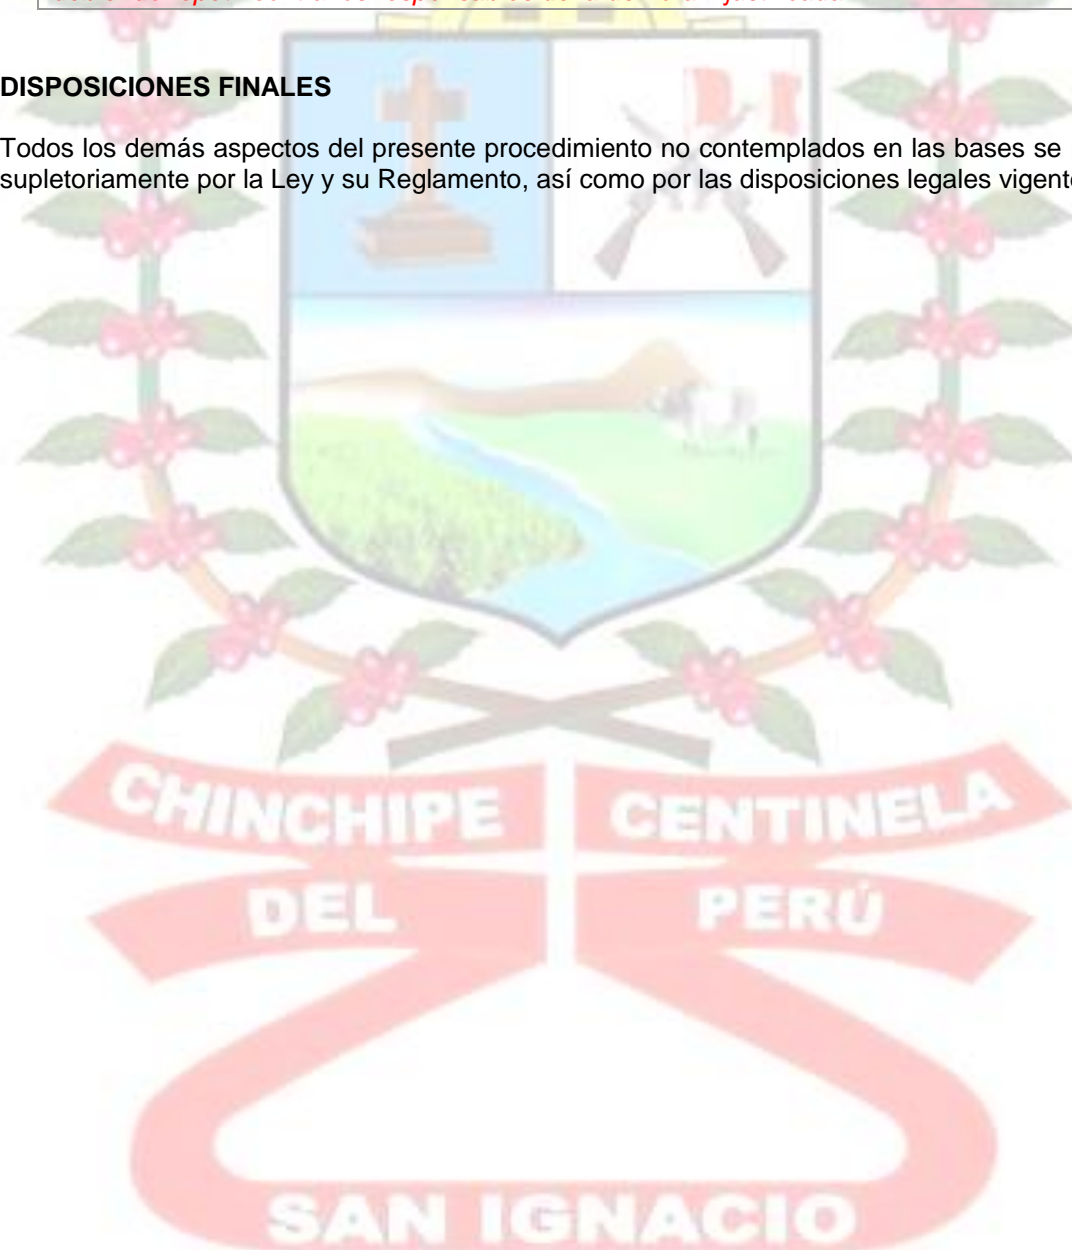 DISPOSICIONES FINALES
Todos los demás aspectos del presente procedimiento no contemplados en las bases se
supletoriamente por la Ley y su Reglamento, así como por las disposiciones legales vigente
CHINCHIPE CENTINELA
DEL PERÚ
SAN IGNACIO